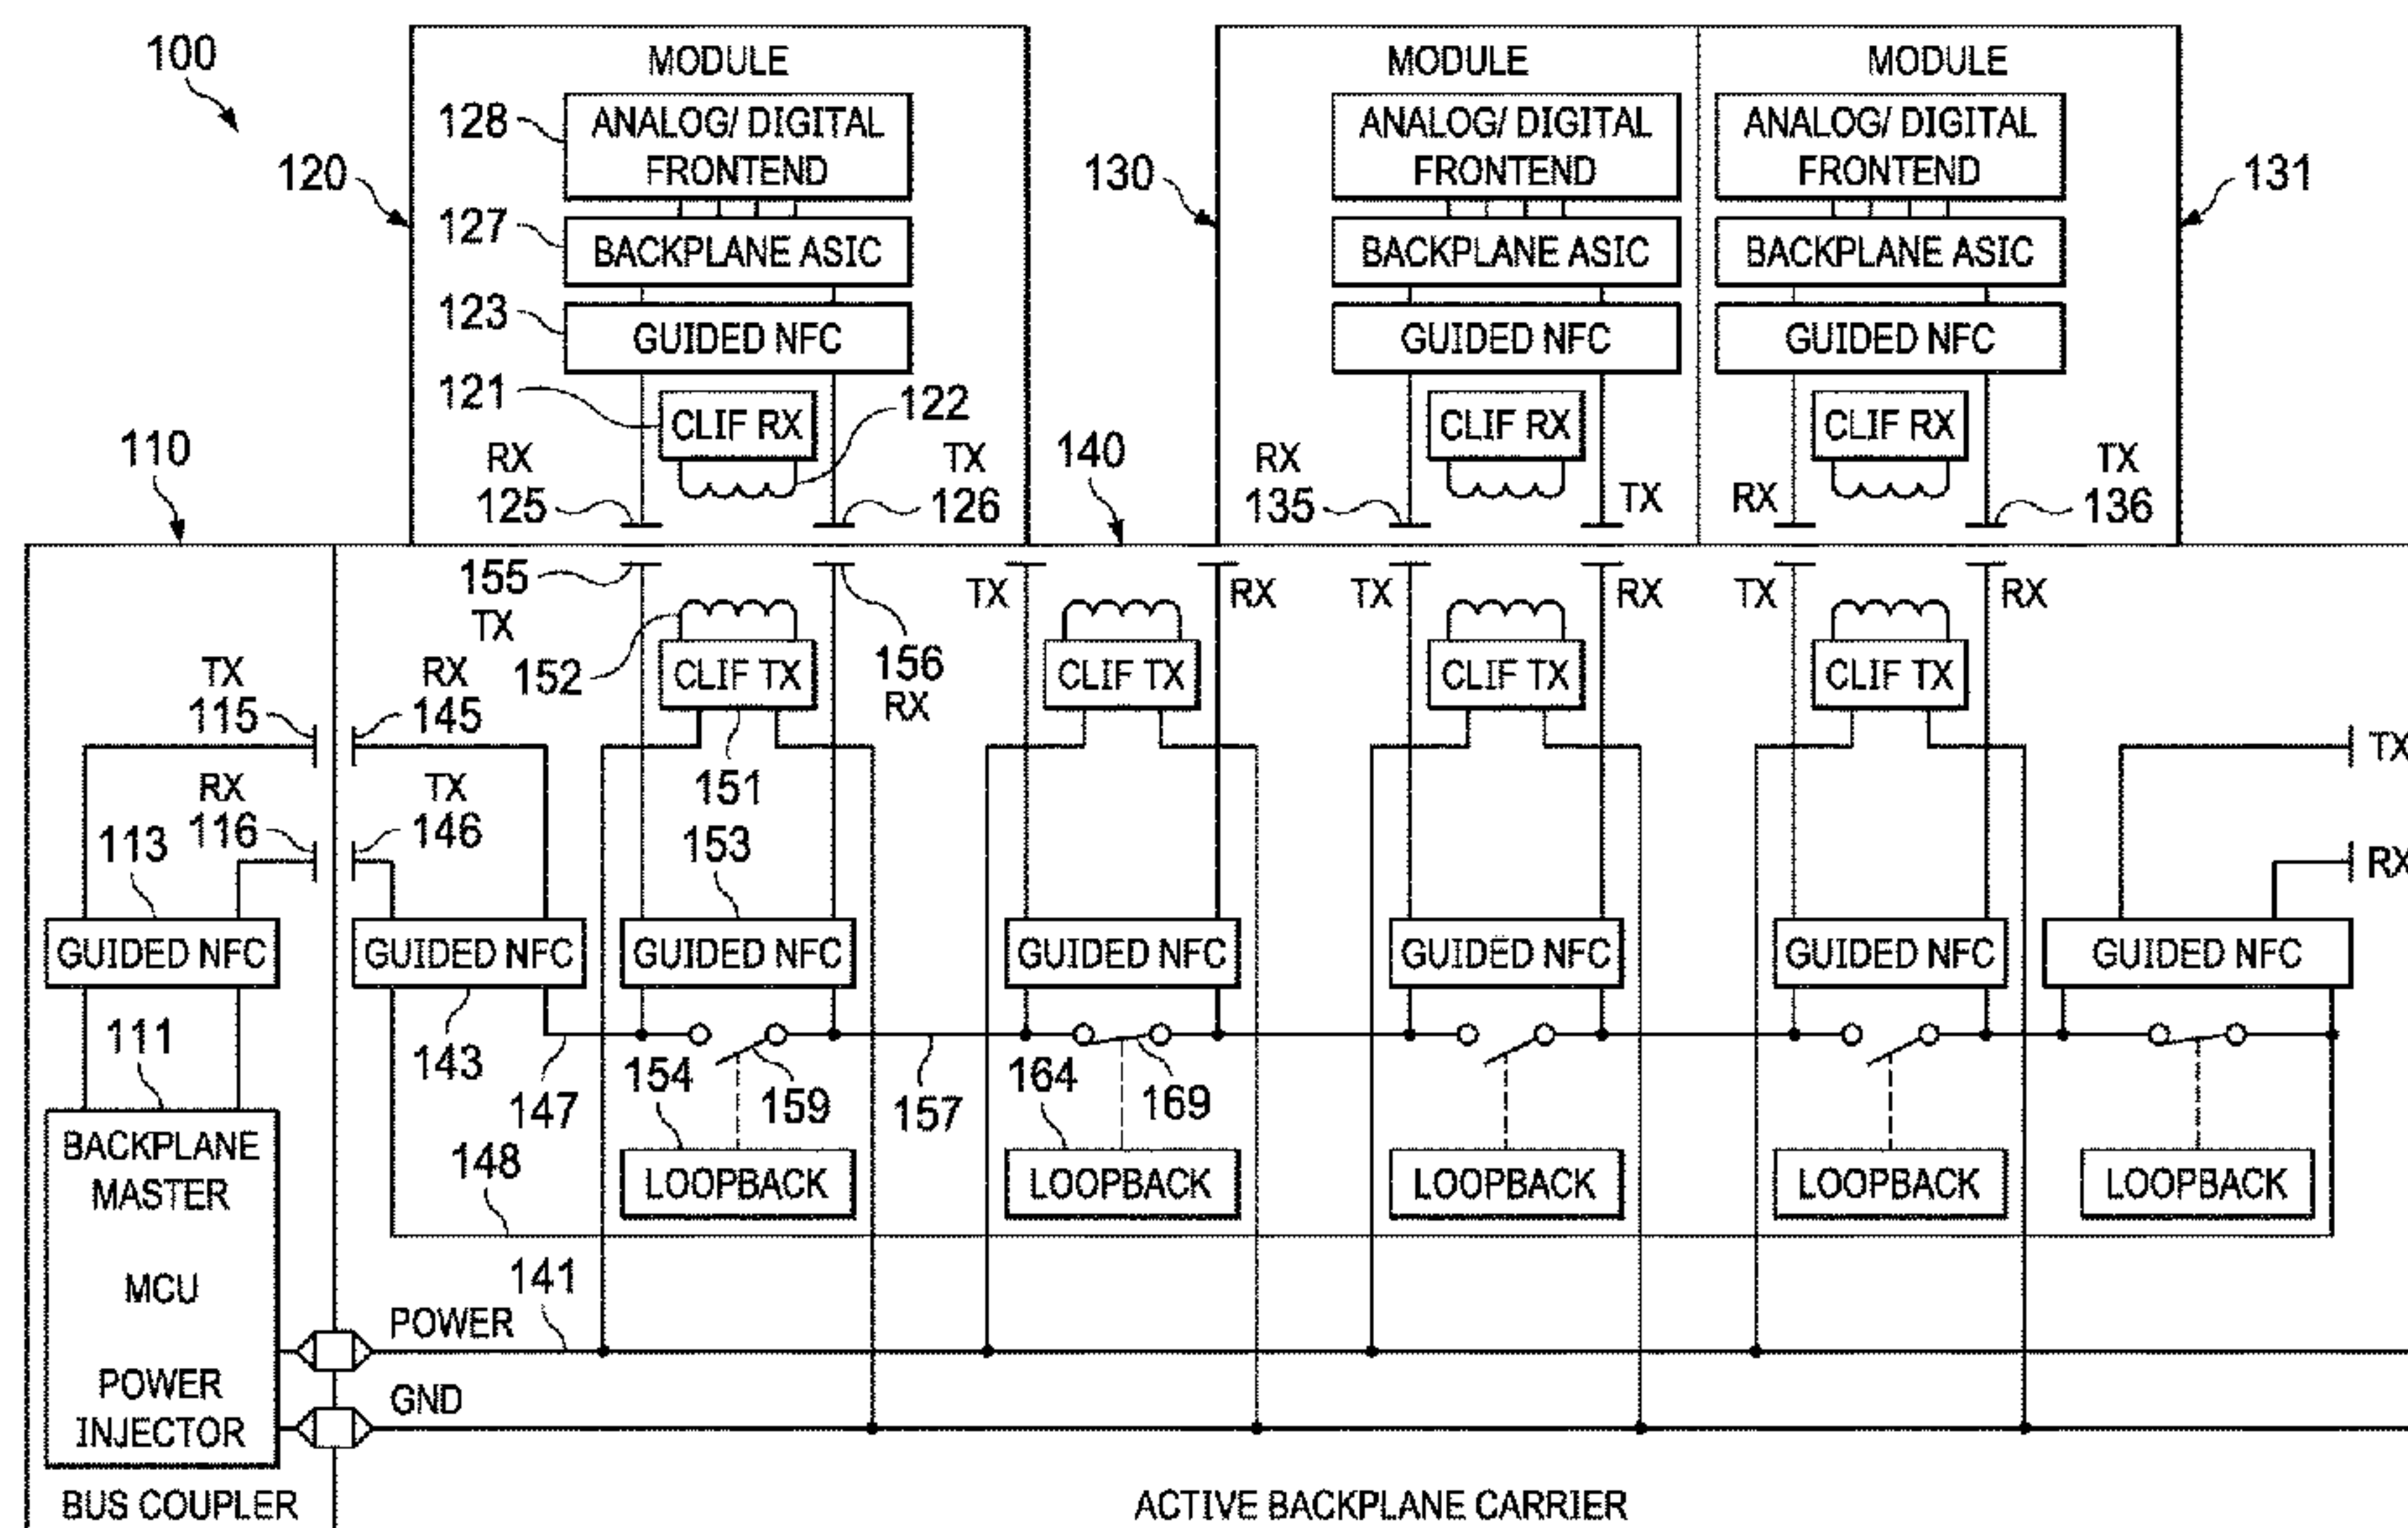 100
MODULE
MODULE
MODULE
128
ANALOG/ DIGITAL
FRONTEND
ANALOG/ DIGITAL
FRONTEND
ANALOG/ DIGITAL
FRONTEND
120
130
131
127
BACKPLANE ASIC
BACKPLANE ASIC
BACKPLANE ASIC
123
GUIDED NFC
GUIDED NFC
GUIDED NFC
121
CLIF RX
122
CLIF RX
CLIF RX
110
RX
125
TX
126
140
RX
135
TX
RX
TX
136
155
TX
TX
RX
TX
RX
TX
RX
152
CLIF TX
156
RX
CLIF TX
CLIF TX
CLIF TX
TX
115
RX
145
151
TX
RX
116
TX
146
RX
113
153
GUIDED NFC
GUIDED NFC
GUIDED NFC
GUIDED NFC
GUIDED NFC
GUIDED NFC
GUIDED NFC
111
143
147
154
159
157
164
169
BACKPLANE
MASTER
148
LOOPBACK
LOOPBACK
LOOPBACK
LOOPBACK
LOOPBACK
MCU
141
POWER
POWER
INJECTOR
GND
BUS COUPLER
ACTIVE BACKPLANE CARRIER